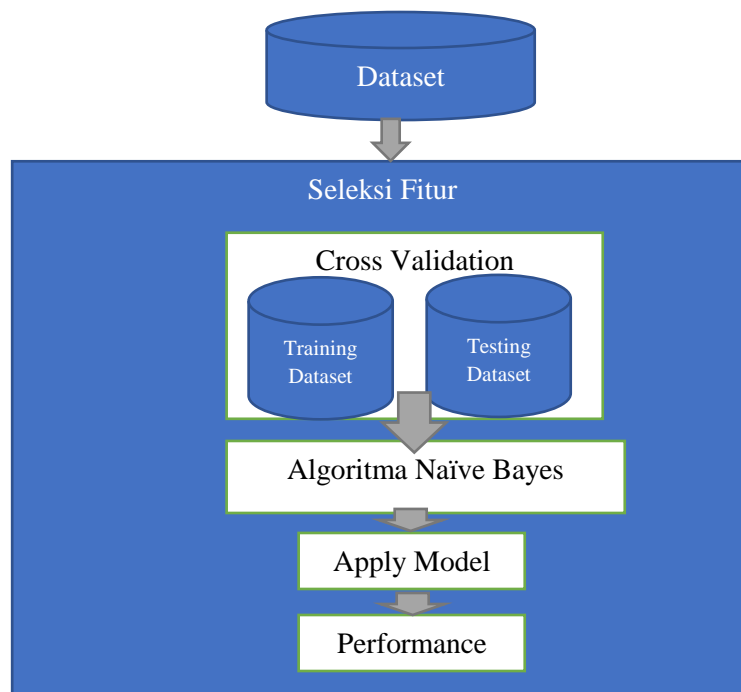 Dataset
Seleksi Fitur
Cross Validation
Training
Dataset
Testing
Dataset
Algoritma Naïve Bayes
Apply Model
Performance